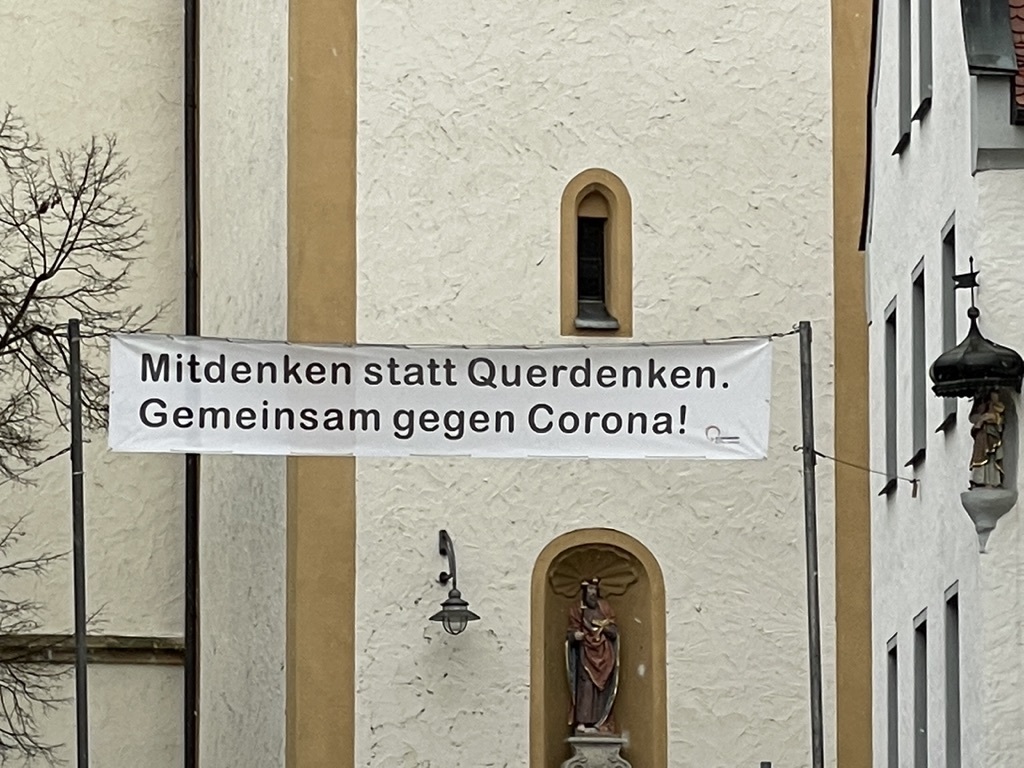 Mitdenken statt Querdenken.
Gemeinsam gegen Corona!